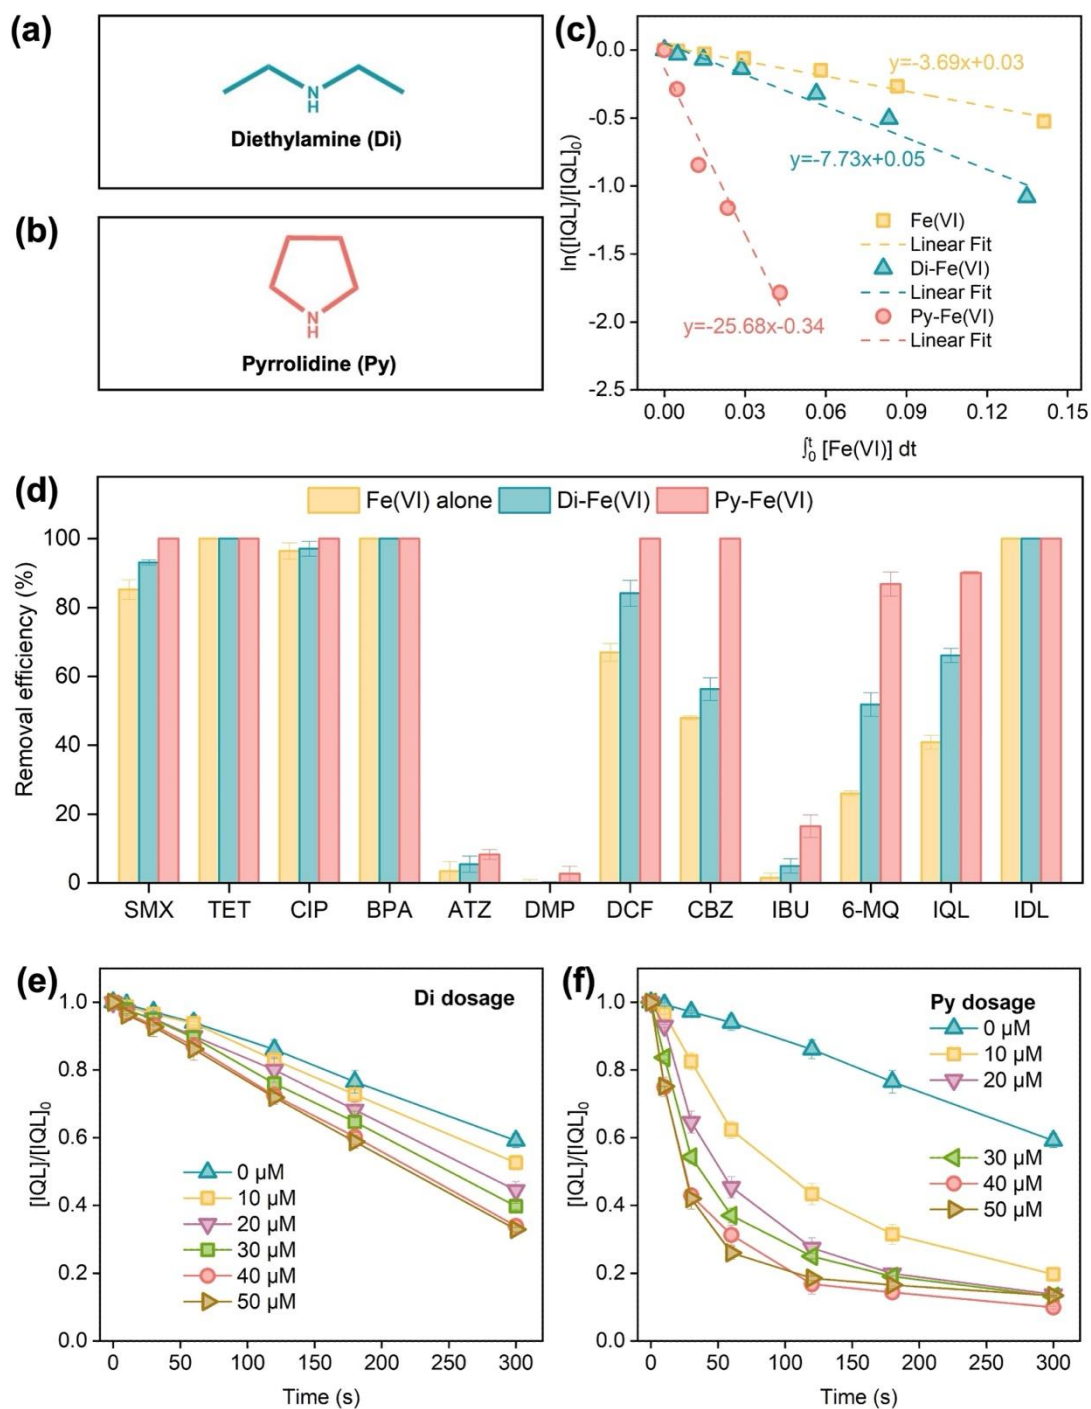 (a)
N
H
Diethylamine (Di)
(b)
N
H
Pyrrolidine (Py)
(c)
0.0
-0.5
-1.0
-1.5
-2.0
-2.5
ln([IQL]/[IQL]0)
y=-3.69x+0.03
y=-7.73x+0.05
y=-25.68x-0.34
Fe(VI)
Linear Fit
Di-Fe(VI)
Linear Fit
Py-Fe(VI)
Linear Fit
0.00 0.03 0.06 0.09 0.12 0.15
∫₀ᵗ [Fe(VI)] dt
(d)
Fe(VI) alone Di-Fe(VI) Py-Fe(VI)
100
80
60
40
20
0
Removal efficiency (%)
SMX TET CIP BPA ATZ DMP DCF CBZ IBU 6-MQ IQL IDL
(e)
Di dosage
1.0
0.8
0.6
0.4
0.2
0.0
[IQL]/[IQL]0
0 μM
10 μM
20 μM
30 μM
40 μM
50 μM
0 50 100 150 200 250 300
Time (s)
(f)
Py dosage
0 μM
10 μM
20 μM
30 μM
40 μM
50 μM
1.0
0.8
0.6
0.4
0.2
0.0
[IQL]/[IQL]0
0 50 100 150 200 250 300
Time (s)